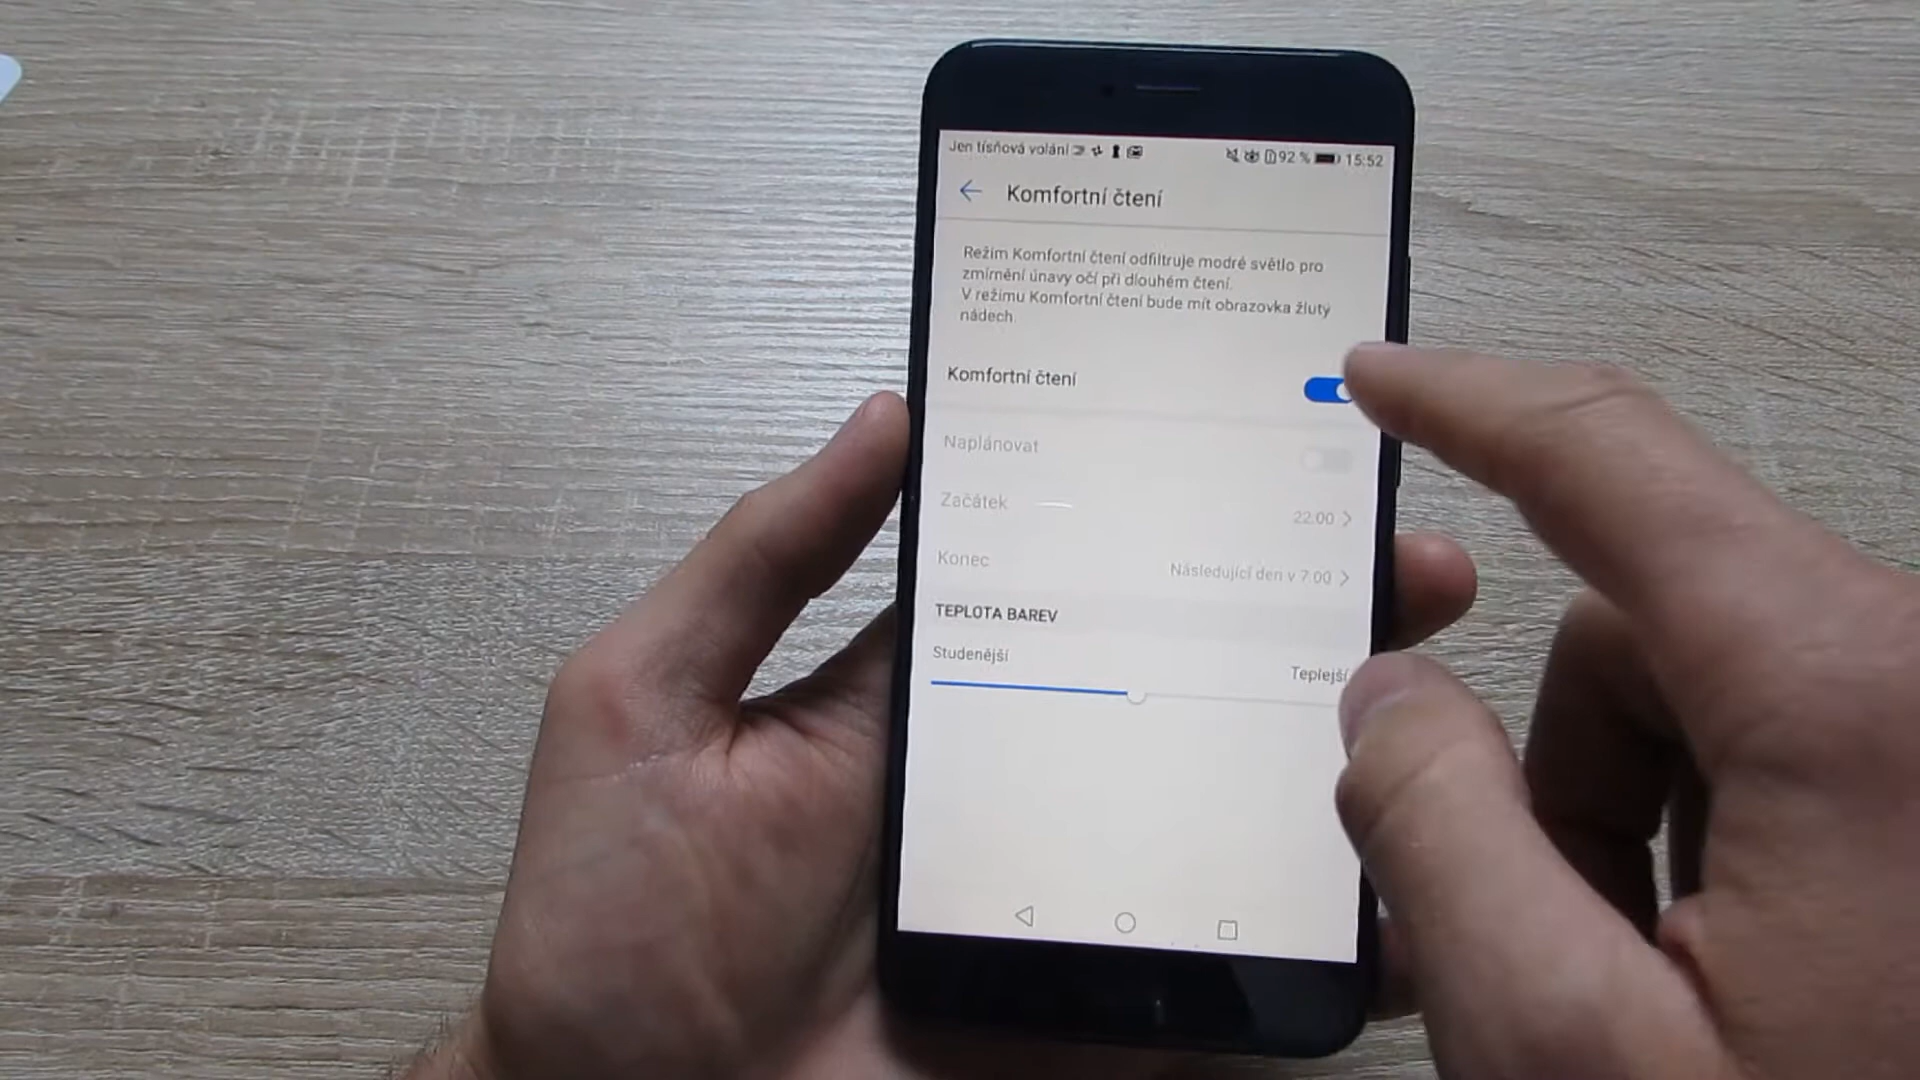 Jen tísňová volání 92 % 15:52
Komfortní čtení
Režim Komfortní čtení odfiltruje modré světlo pro
zmírnění únavy očí při dlouhém čtení.
V režimu Komfortní čtení bude mít obrazovka žlutý
nádech.
Komfortní čtení
Naplánovat
Začátek 22:00
Konec Následující den v 7:00
TEPLOTA BAREV
Studenější Teplejší